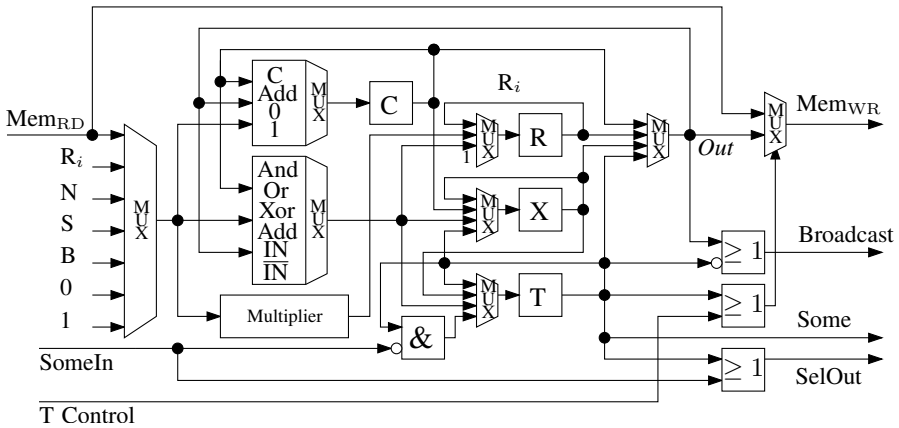 Mem_RD
R_i
N
S
B
0
1
SomeIn
T Control
MUX
C
Add
0
1
MUX
C
And
Or
Xor
Add
IN
I̅N̅
MUX
Multiplier
&
R_i
1
MUX
R
MUX
X
MUX
T
MUX
Out
MUX
≥ 1
≥ 1
≥ 1
Mem_WR
Broadcast
Some
SelOut